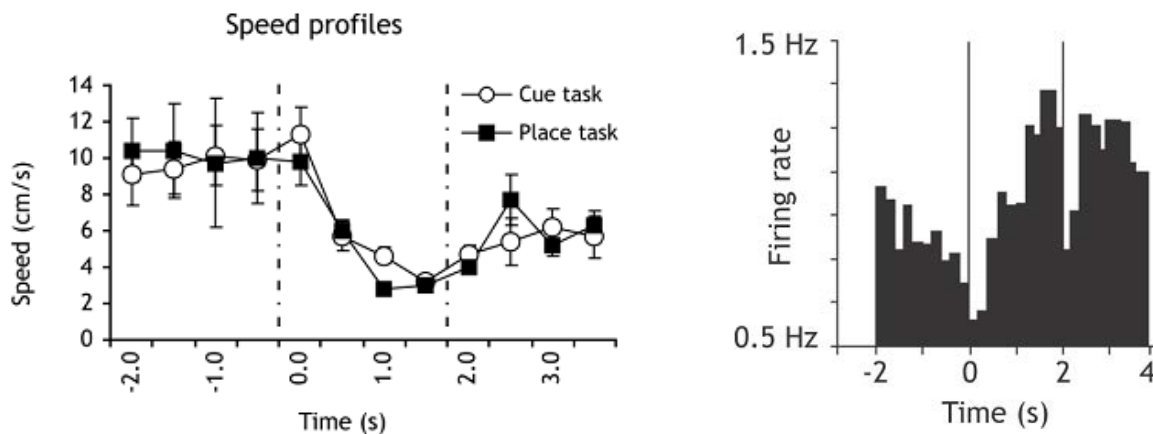 Speed profiles
14
12
10
8
6
4
2
0
Speed (cm/s)
Cue task
Place task
-2.0
-1.0
0.0
1.0
2.0
3.0
Time (s)
1.5 Hz
Firing rate
0.5 Hz
-2 0 2 4
Time (s)